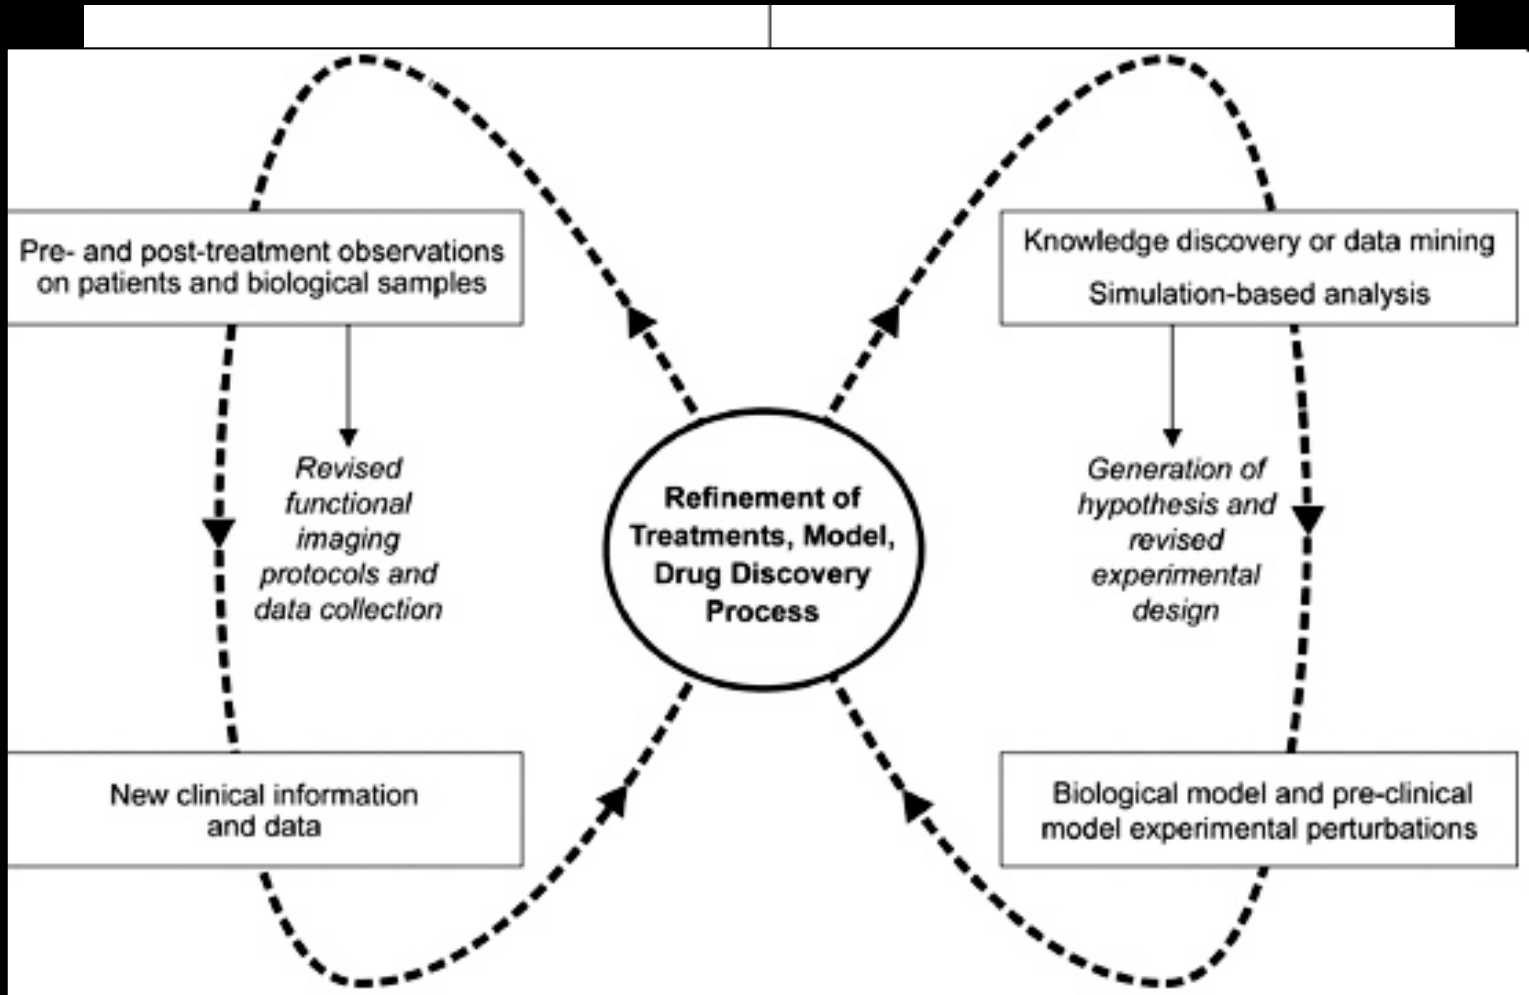 Pre- and post-treatment observations
on patients and biological samples
Knowledge discovery or data mining
Simulation-based analysis
Revised
functional
imaging
protocols and
data collection
Refinement of
Treatments, Model,
Drug Discovery
Process
Generation of
hypothesis and
revised
experimental
design
New clinical information
and data
Biological model and pre-clinical
model experimental perturbations